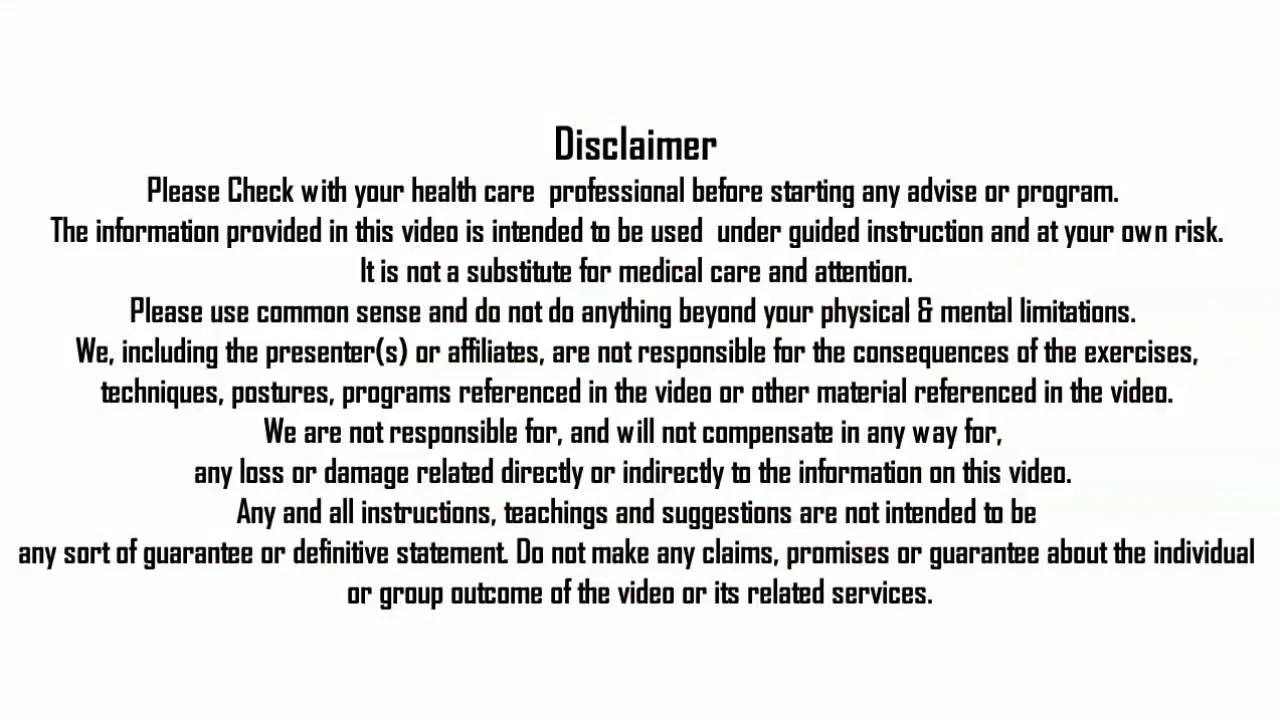 Disclaimer
Please Check with your health care professional before starting any advise or program.
The information provided in this video is intended to be used under guided instruction and at your own risk.
It is not a substitute for medical care and attention.
Please use common sense and do not do anything beyond your physical & mental limitations.
We, including the presenter(s) or affiliates, are not responsible for the consequences of the exercises,
techniques, postures, programs referenced in the video or other material referenced in the video.
We are not responsible for, and will not compensate in any way for,
any loss or damage related directly or indirectly to the information on this video.
Any and all instructions, teachings and suggestions are not intended to be
any sort of guarantee or definitive statement. Do not make any claims, promises or guarantee about the individual
or group outcome of the video or its related services.